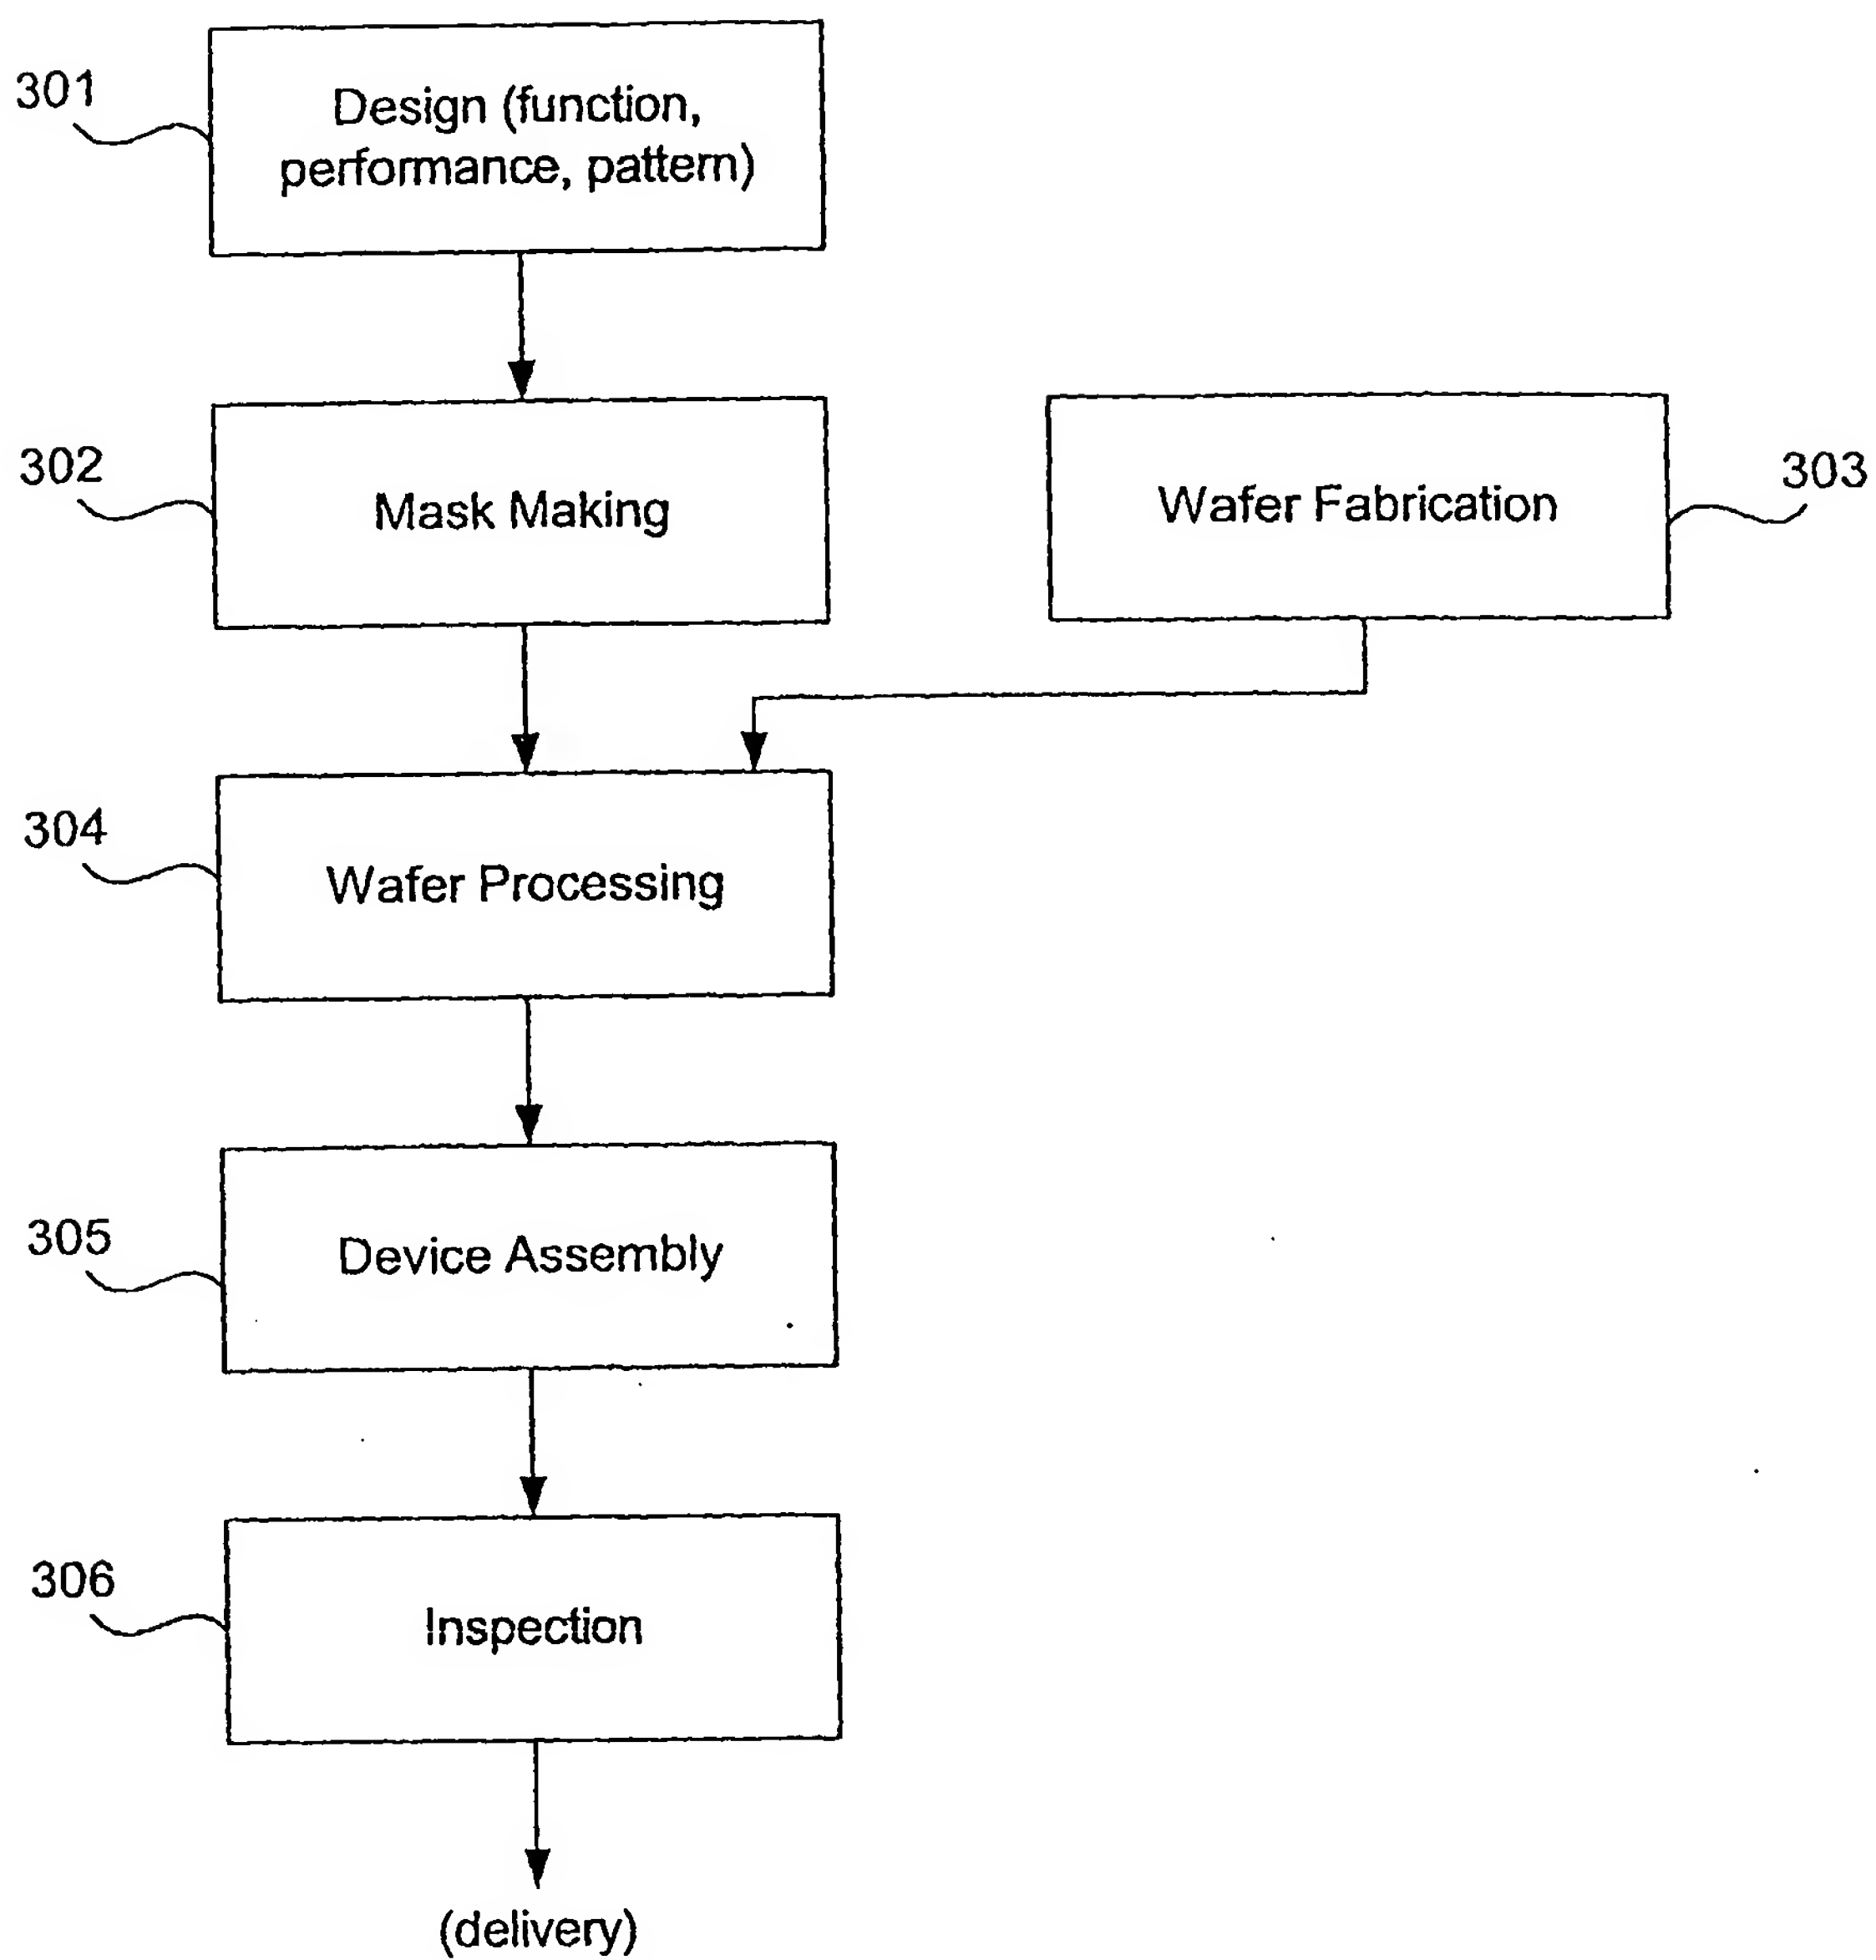 301
Design (function,
performance, pattern)
302
Mask Making
Wafer Fabrication
303
304
Wafer Processing
305
Device Assembly
306
Inspection
(delivery)